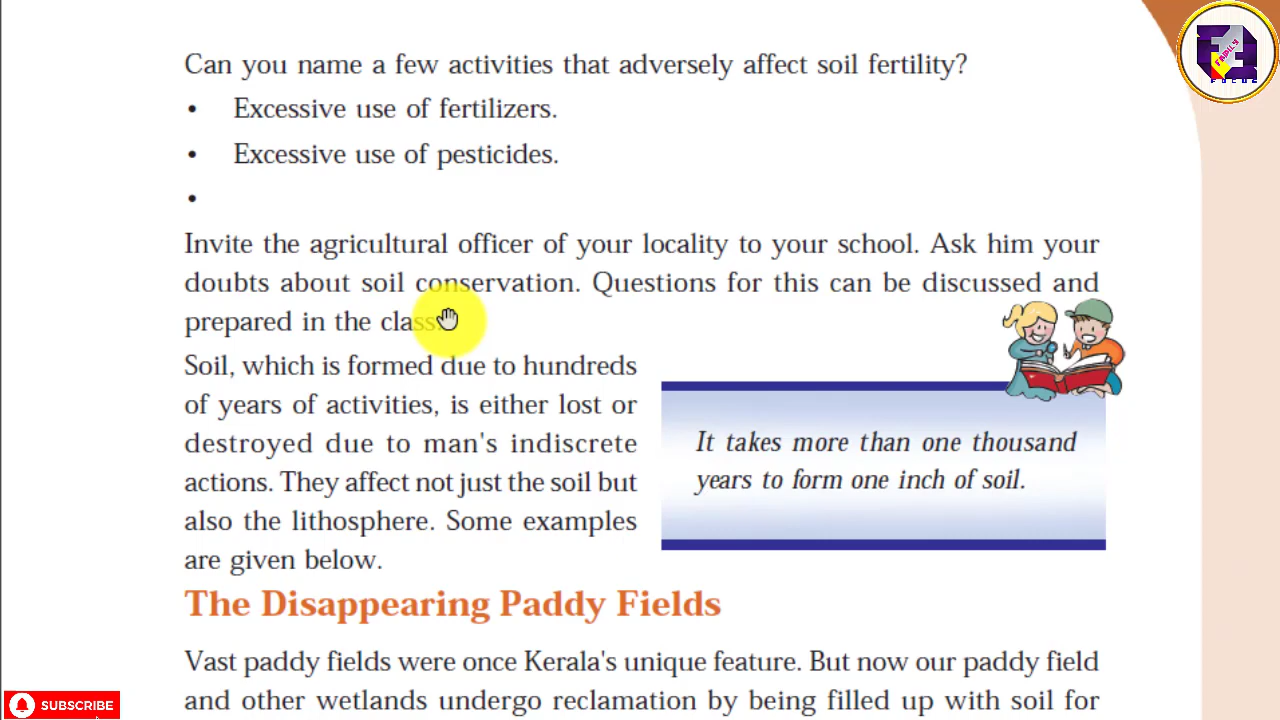 Can you name a few activities that adversely affect soil fertility?
• Excessive use of fertilizers.
• Excessive use of pesticides.
•
Invite the agricultural officer of your locality to your school. Ask him your
doubts about soil conservation. Questions for this can be discussed and
prepared in the class.
Soil, which is formed due to hundreds
of years of activities, is either lost or
destroyed due to man's indiscrete
actions. They affect not just the soil but
also the lithosphere. Some examples
are given below.
It takes more than one thousand
years to form one inch of soil.
The Disappearing Paddy Fields
Vast paddy fields were once Kerala's unique feature. But now our paddy field
and other wetlands undergo reclamation by being filled up with soil for
FAMILY
FOCUS
SUBSCRIBE